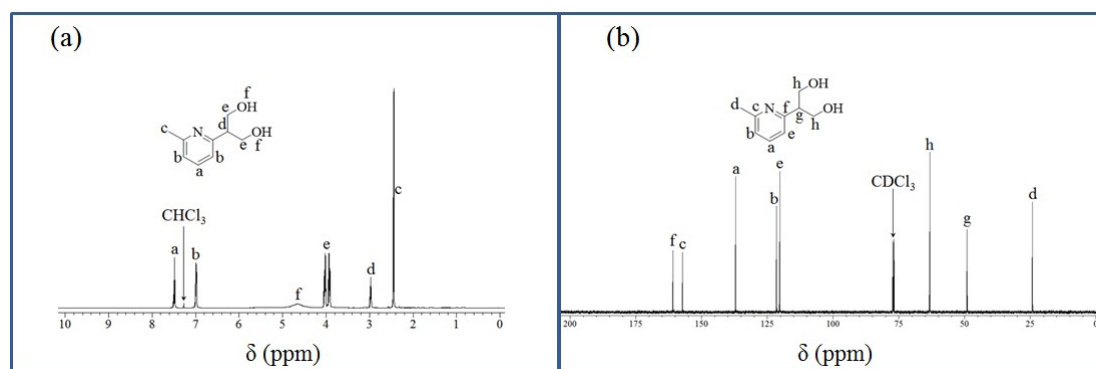 (a)
f
e OH
d
c N OH
e f
b b
a
CHCl3
a b f e d c
10 9 8 7 6 5 4 3 2 1 0
δ (ppm)
(b)
h OH
d c N f OH
g h
b e
a
f c a b e CDCl3 h g d
200 175 150 125 100 75 50 25 0
δ (ppm)